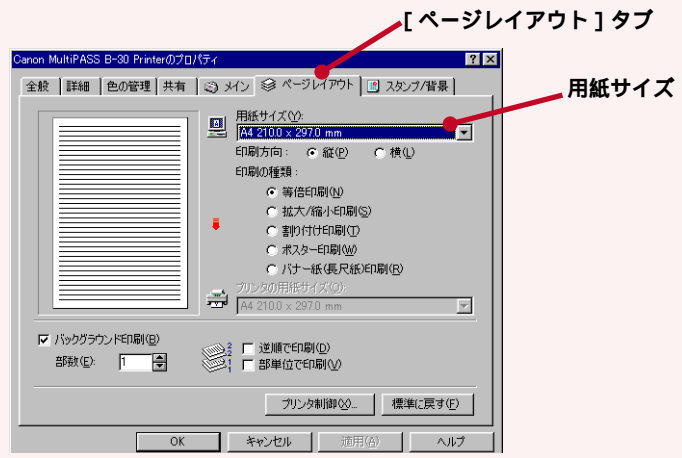 [ ページレイアウト ] タブ
Canon MultiPASS B-30 Printerのプロパティ
全般 詳細 色の管理 共有 メイン ページレイアウト スタンプ/背景
用紙サイズ
用紙サイズ(Y):
A4 210.0 x 297.0 mm
印刷方向: 縦(P) 横(L)
印刷の種類:
等倍印刷(N)
拡大/縮小印刷(S)
割り付け印刷(T)
ポスター印刷(W)
バナー紙(長尺紙)印刷(R)
プリンタの用紙サイズ(O):
A4 210.0 x 297.0 mm
バックグラウンド印刷(B)
部数(E): 1
2 2 1 1
逆順で印刷(D)
部単位で印刷(V)
プリンタ制御(X)... 標準に戻す(F)
OK キャンセル 適用(A) ヘルプ